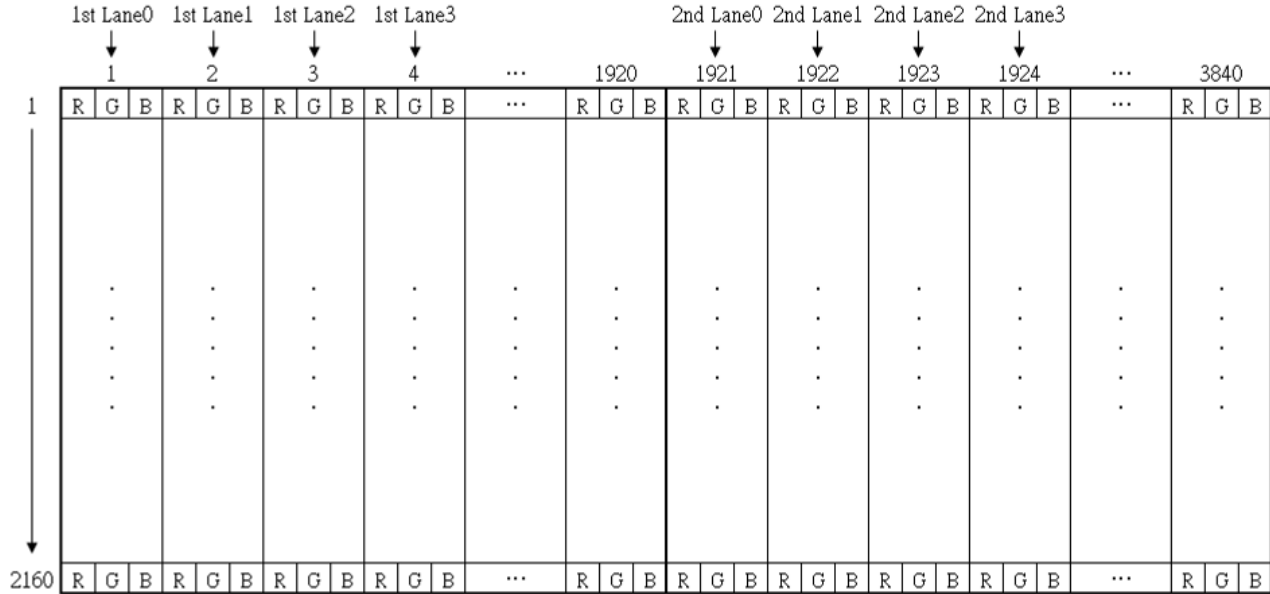 1st Lane0 1st Lane1 1st Lane2 1st Lane3 2nd Lane0 2nd Lane1 2nd Lane2 2nd Lane3
1 2 3 4 ... 1920 1921 1922 1923 1924 ... 3840
1 R G B R G B R G B R G B ... R G B R G B R G B R G B R G B ... R G B
2160 R G B R G B R G B R G B ... R G B R G B R G B R G B R G B ... R G B